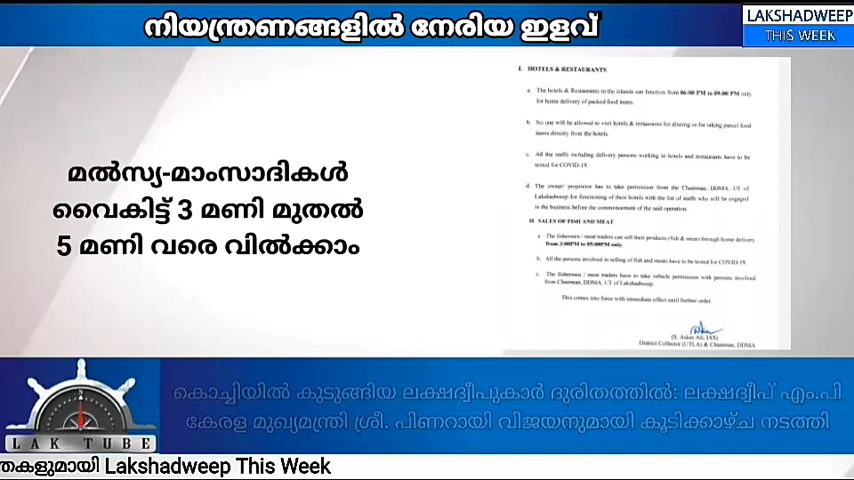 നിയന്ത്രണങ്ങളിൽ നേരിയ ഇളവ്
LAKSHADWEEP
THIS WEEK
മൽസ്യ-മാംസാദികൾ
വൈകിട്ട് 3 മണി മുതൽ
5 മണി വരെ വിൽക്കാം
I. HOTELS & RESTAURANTS
a. The hotels & Restaurants in the islands can function from 06:00 PM to 09:00 PM only
for home delivery of packed food items.
b. No one will be allowed to visit hotels & restaurants for dinning or for taking parcel food
items directly from the hotels.
c. All the staffs including delivery persons working in hotels and restaurants have to be
tested for COVID-19.
d. The owner/ proprietor has to take permission from the Chairman, DDMA, UT of
Lakshadweep for functioning of their hotels with the list of staffs who will be engaged
in the business before the commencement of the said operation.
II. SALES OF FISH AND MEAT
a. The fishermen / meat traders can sell their products (fish & meat) through home delivery
from 3:00PM to 05:00PM only.
b. All the persons involved in selling of fish and meats have to be tested for COVID-19.
c. The fishermen / meat traders have to take vehicle permission with persons involved
from Chairman, DDMA, UT of Lakshadweep.
This comes into force with immediate effect until further order.
(S. Asker Ali, IAS)
District Collector (UTLA) & Chairman, DDMA
LAK TUBE
കൊച്ചിയിൽ കുടുങ്ങിയ ലക്ഷദ്വീപുകാർ ദുരിതത്തിൽ: ലക്ഷദ്വീപ് എം.പി
കേരള മുഖ്യമന്ത്രി ശ്രീ. പിണറായി വിജയനുമായി കൂടിക്കാഴ്ച നടത്തി
ത്തകളുമായി Lakshadweep This Week